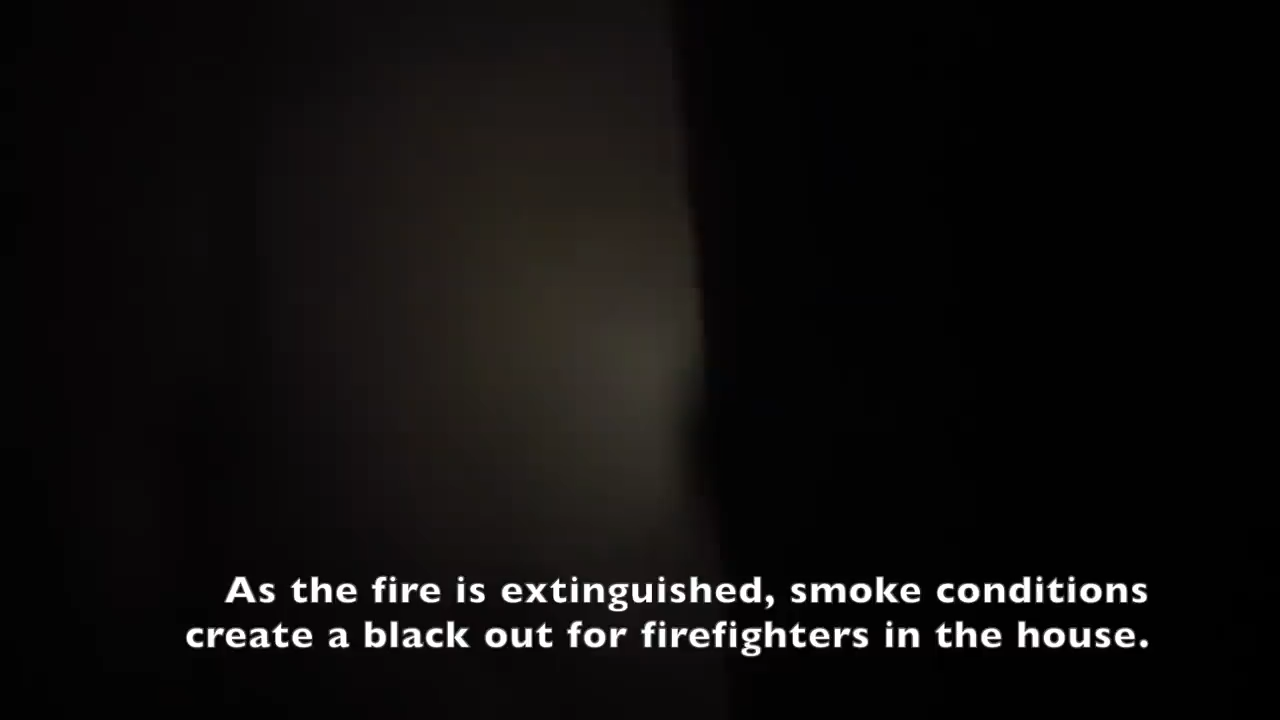 As the fire is extinguished, smoke conditions
create a black out for firefighters in the house.